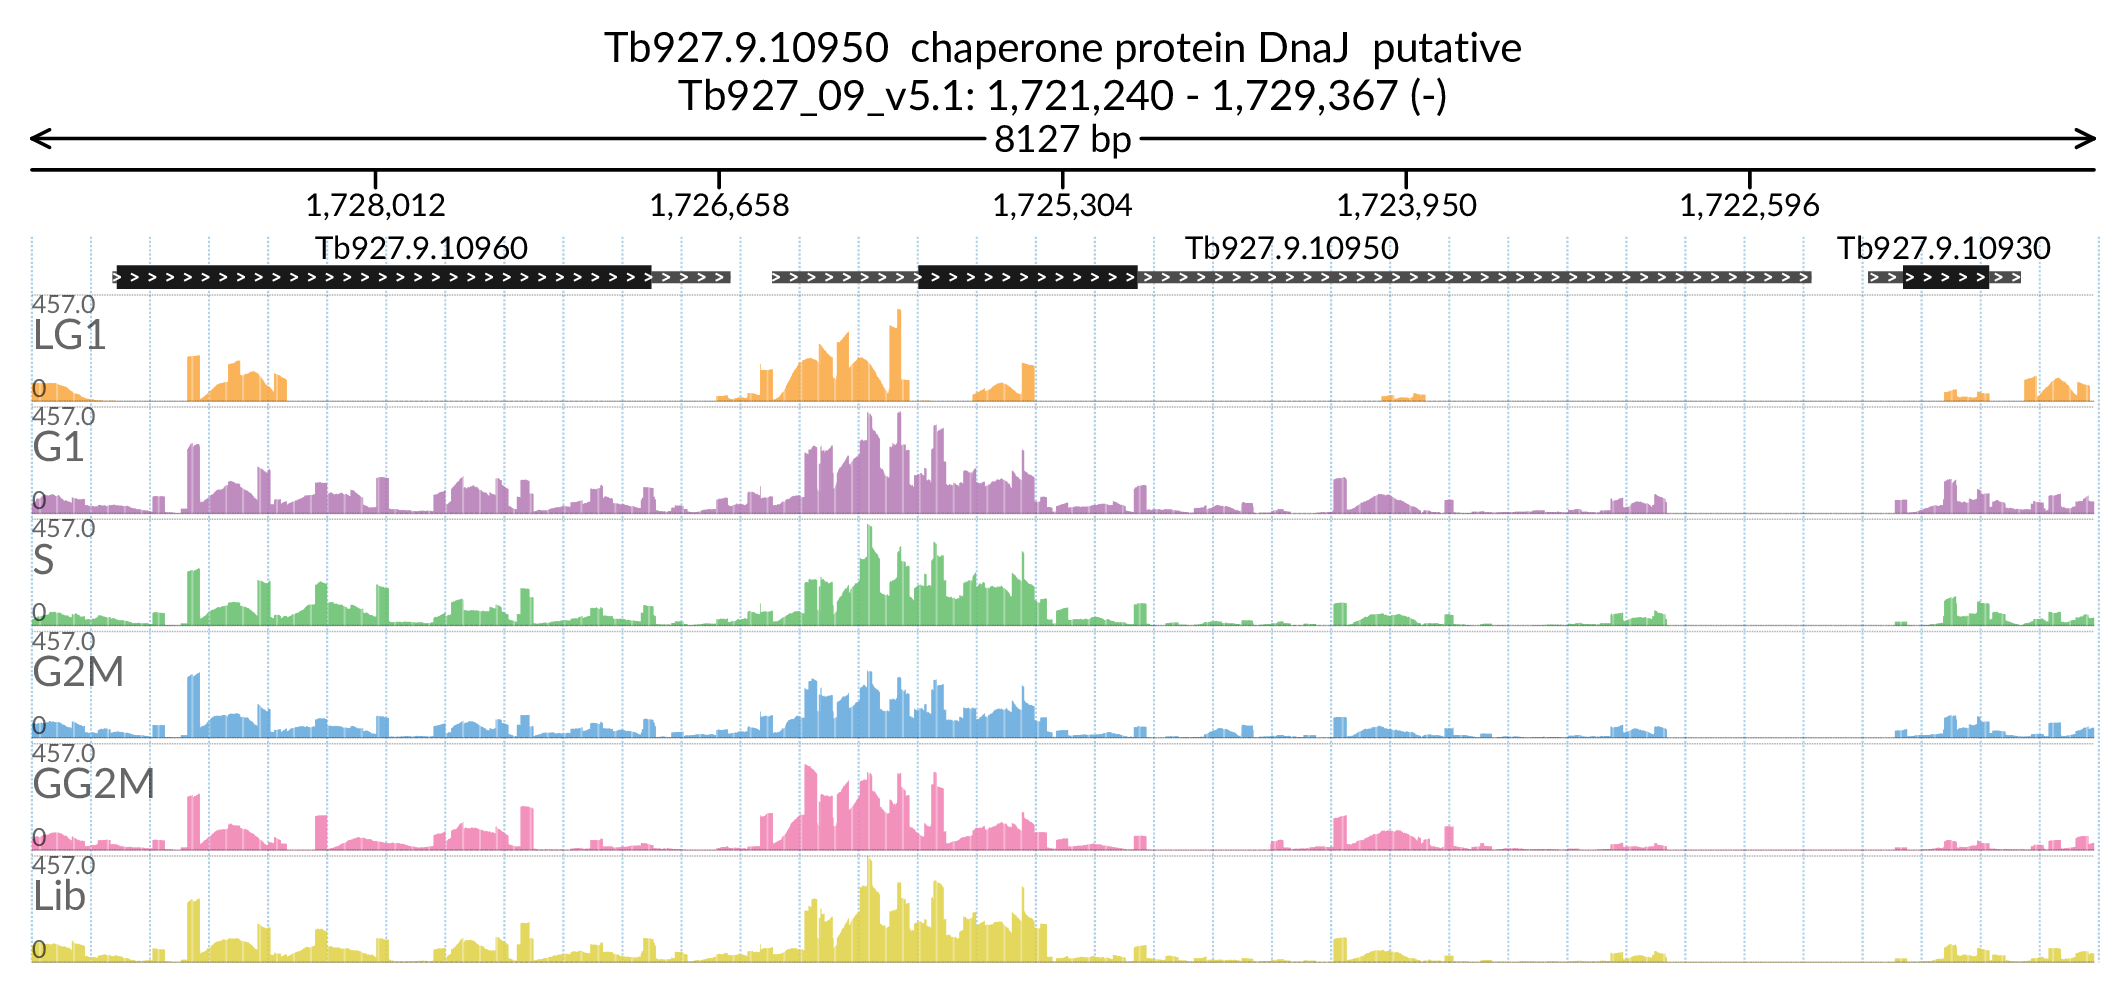 Tb927.9.10950 chaperone protein DnaJ putative
Tb927_09_v5.1: 1,721,240 - 1,729,367 (-)
8127 bp
1,728,012 1,726,658 1,725,304 1,723,950 1,722,596
Tb927.9.10960 Tb927.9.10950 Tb927.9.10930
457.0
LG1
0
457.0
G1
0
457.0
S
0
457.0
G2M
0
457.0
GG2M
0
457.0
Lib
0